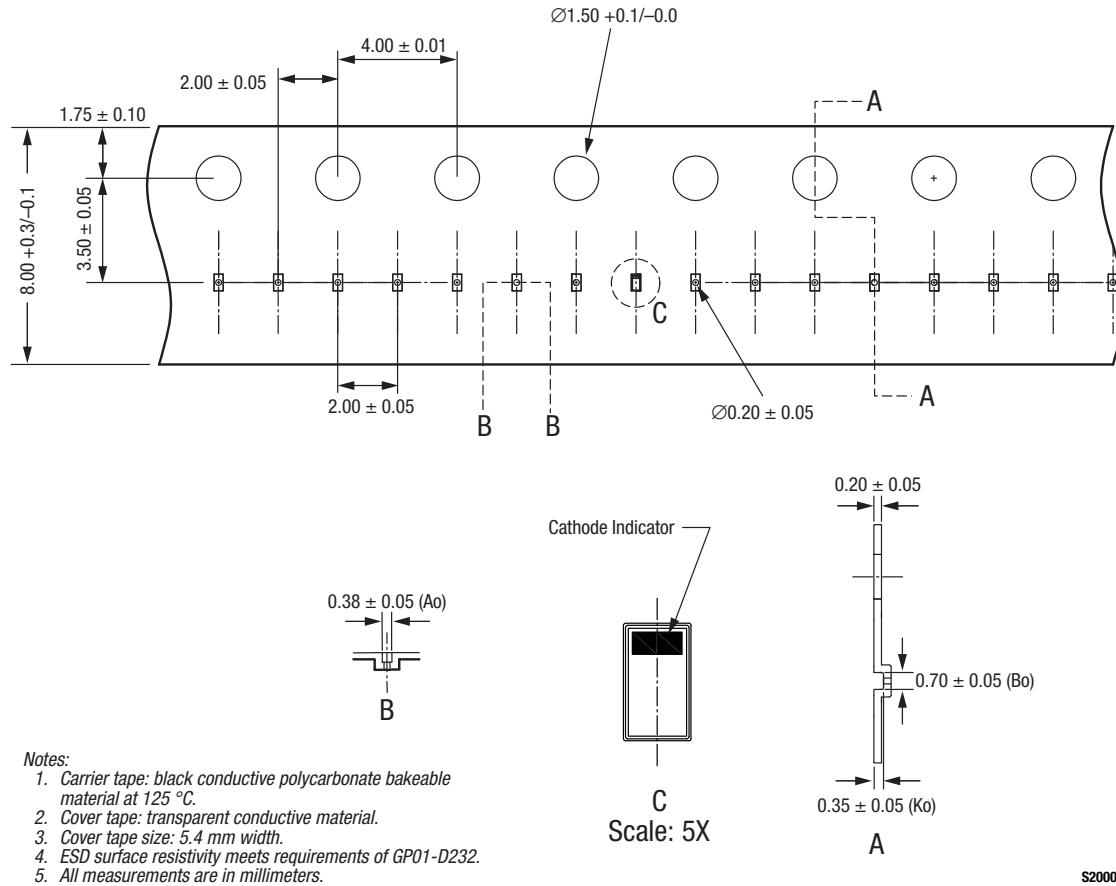 ∅1.50 +0.1/–0.0
4.00 ± 0.01
2.00 ± 0.05
1.75 ± 0.10
A
8.00 +0.3/–0.1
3.50 ± 0.05
C
2.00 ± 0.05
∅0.20 ± 0.05
A
B
B
0.20 ± 0.05
Cathode Indicator
0.38 ± 0.05 (Ao)
0.70 ± 0.05 (Bo)
B
0.35 ± 0.05 (Ko)
C
Scale: 5X
A
Notes:
1. Carrier tape: black conductive polycarbonate bakeable
material at 125 °C.
2. Cover tape: transparent conductive material.
3. Cover tape size: 5.4 mm width.
4. ESD surface resistivity meets requirements of GP01-D232.
5. All measurements are in millimeters.
S2000